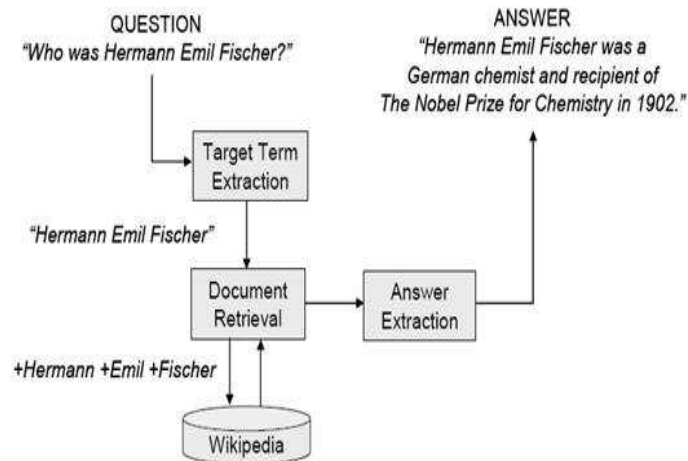 QUESTION
“Who was Hermann Emil Fischer?”
ANSWER
“Hermann Emil Fischer was a
German chemist and recipient of
The Nobel Prize for Chemistry in 1902.”
Target Term
Extraction
“Hermann Emil Fischer”
Document
Retrieval
Answer
Extraction
+Hermann +Emil +Fischer
Wikipedia